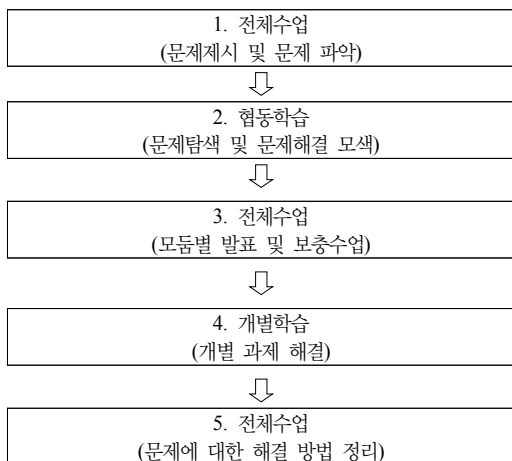 1. 전체수업
(문제제시 및 문제 파악)
2. 협동학습
(문제탐색 및 문제해결 모색)
3. 전체수업
(모둠별 발표 및 보충수업)
4. 개별학습
(개별 과제 해결)
5. 전체수업
(문제에 대한 해결 방법 정리)